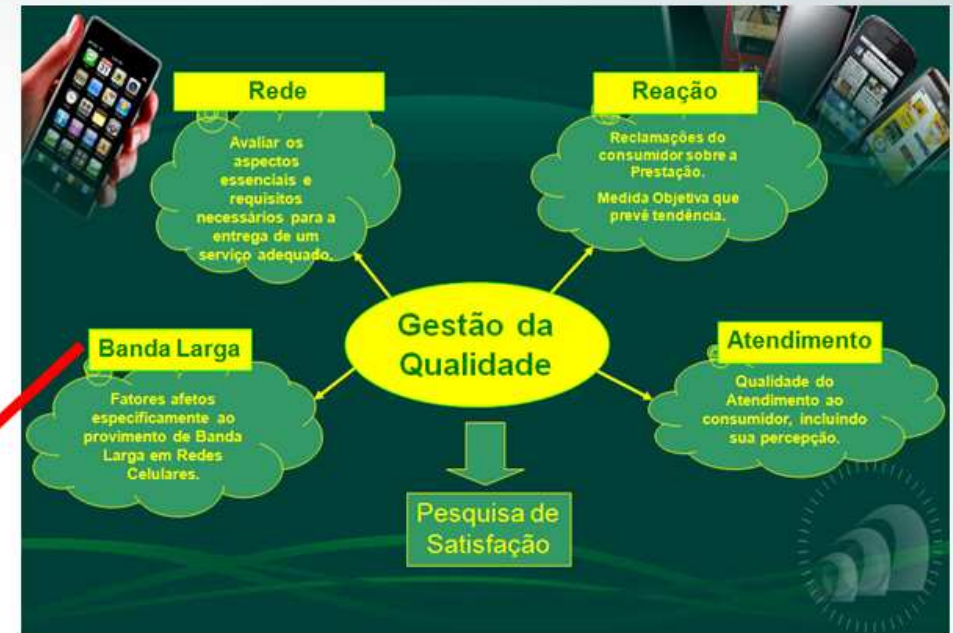 Rede
Avaliar os
aspectos
essenciais e
requisitos
necessários para a
entrega de um
serviço adequado.
Reação
Reclamações do
consumidor sobre a
Prestação.
Medida Objetiva que
prevê tendência.
Gestão da
Qualidade
Banda Larga
Fatores afetos
especificamente ao
provimento de Banda
Larga em Redes
Celulares.
Atendimento
Qualidade do
Atendimento ao
consumidor, incluindo
sua percepção.
Pesquisa de
Satisfação